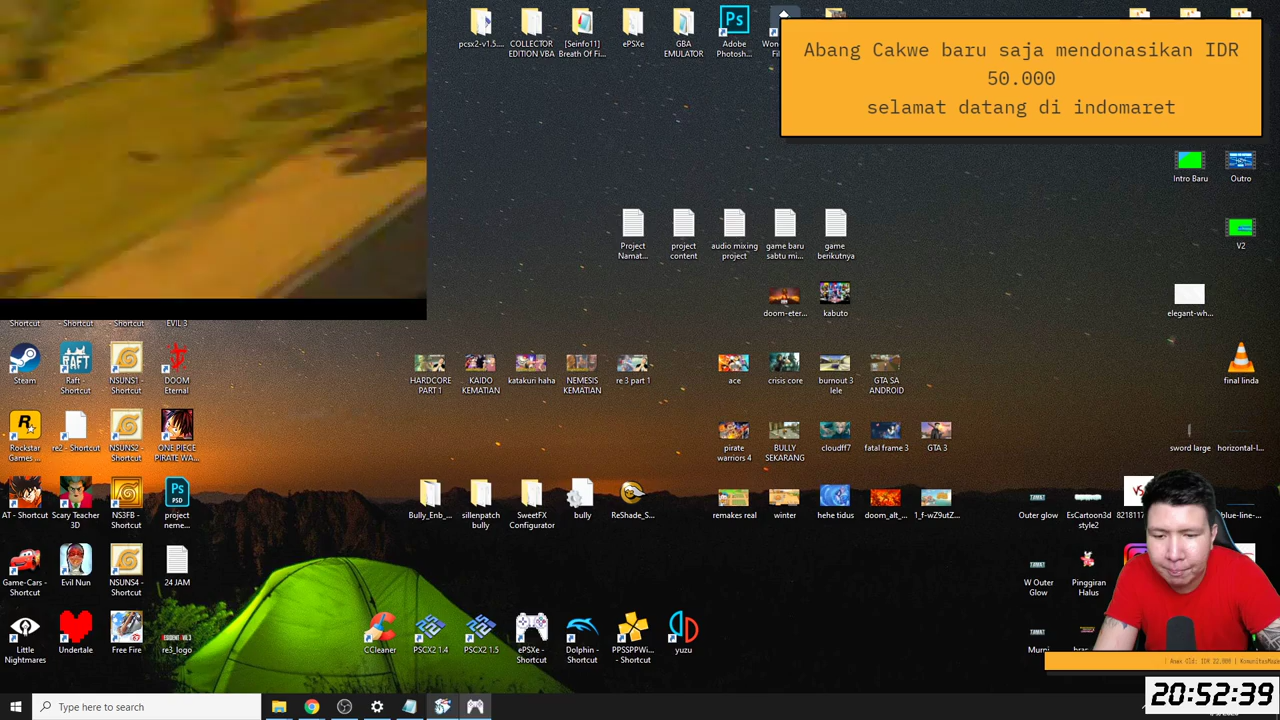 pcsx2-v1.5....
COLLECTOR EDITION VBA
[Seinfo11] Breath Of Fi...
ePSXe
GBA EMULATOR
Adobe Photosh...
Abang Cakwe baru saja mendonasikan IDR
50.000
selamat datang di indomaret
Intro Baru
Outro
Project Namat...
project content
audio mixing project
game baru sabtu mi...
game berikutnya
V2
doom-eter...
kabuto
elegant-wh...
Shortcut
- Shortcut
- Shortcut
EVIL 3
Steam
Raft - Shortcut
NSUNS1 - Shortcut
DOOM Eternal
HARDCORE PART 1
KAIDO KEMATIAN
katakuri haha
NEMESIS KEMATIAN
re 3 part 1
ace
crisis core
burnout 3 lele
GTA SA ANDROID
final linda
Rockstar Games ...
re2 - Shortcut
NSUNS2 - Shortcut
ONE PIECE PIRATE WA...
pirate warriors 4
BULLY SEKARANG
cloudff7
fatal frame 3
GTA 3
sword large
horizontal-l...
AT - Shortcut
Scary Teacher 3D
NS3FB - Shortcut
project neme...
Bully_Enb_...
sillenpatch bully
SweetFX Configurator
bully
ReShade_S...
remakes real
winter
hehe tidus
doom_alt_...
1_f-wZ9utZ...
Outer glow
EsCartoon3d style2
8218117
blue-line-...
Game-Cars - Shortcut
Evil Nun
NSUNS4 - Shortcut
24 JAM
W Outer Glow
Pinggiran Halus
Little Nightmares
Undertale
Free Fire
re3_logo
CCleaner
PSCX2 1.4
PSCX2 1.5
ePSXe - Shortcut
Dolphin - Shortcut
PPSSPPWi... - Shortcut
yuzu
Murni
Type here to search
20:52:39